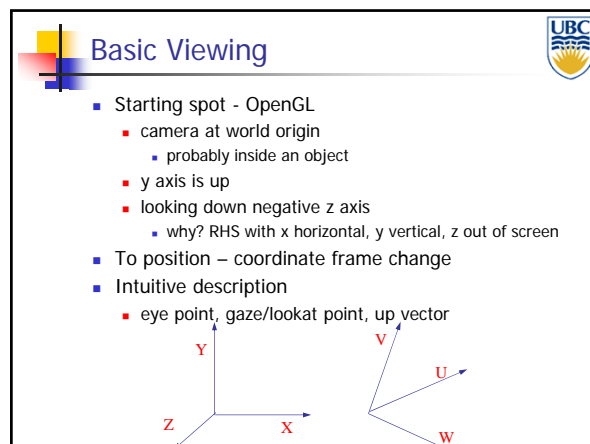 Basic Viewing
UBC
Starting spot - OpenGL
camera at world origin
probably inside an object
y axis is up
looking down negative z axis
why? RHS with x horizontal, y vertical, z out of screen
To position – coordinate frame change
Intuitive description
eye point, gaze/lookat point, up vector
Y
V
U
Z
X
W